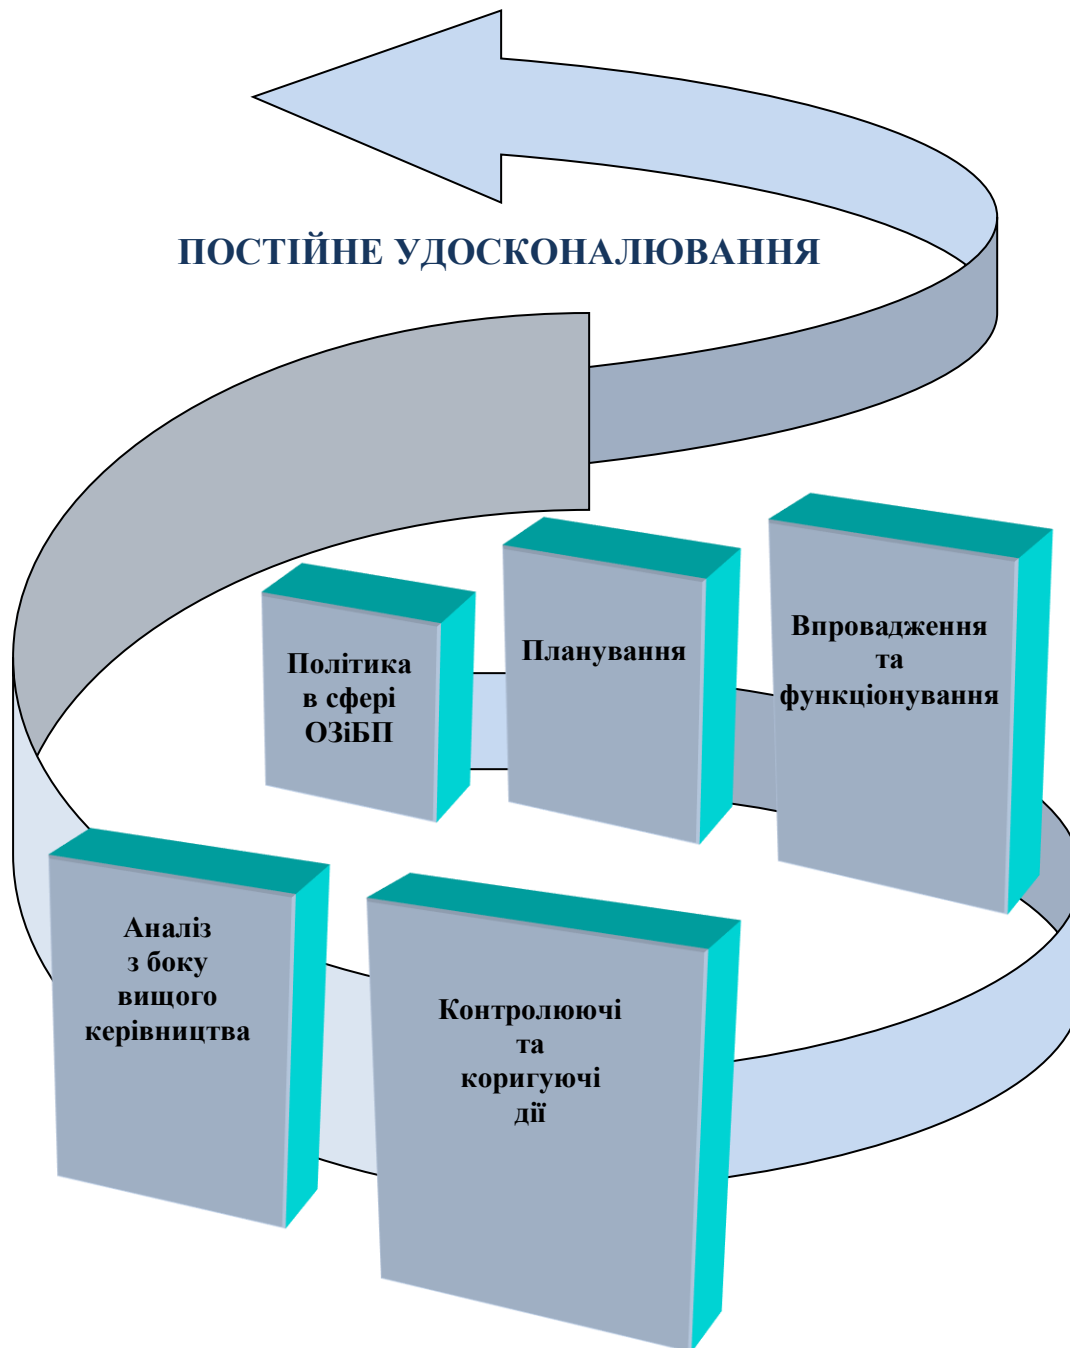 ПОСТІЙНЕ УДОСКОНАЛЮВАННЯ
Політика
в сфері
ОЗіБП
Планування
Впровадження
та
функціонування
Контролюючі
та
коригуючі
дії
Аналіз
з боку
вищого
керівництва